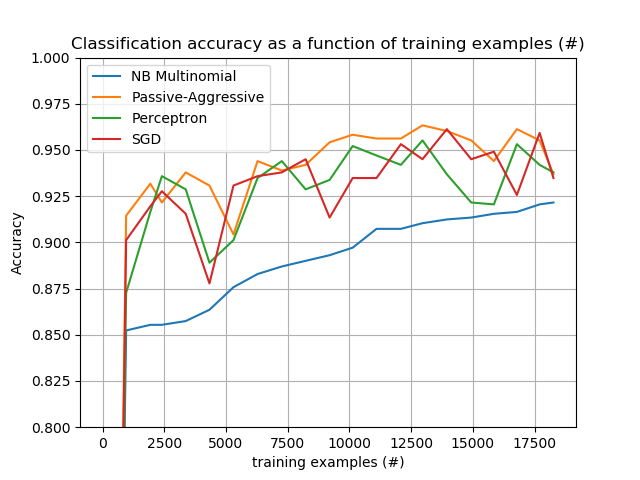 Classification accuracy as a function of training examples (#)
1.000
0.975
0.950
0.925
0.900
0.875
0.850
0.825
0.800
Accuracy
NB Multinomial
Passive-Aggressive
Perceptron
SGD
0 2500 5000 7500 10000 12500 15000 17500
training examples (#)